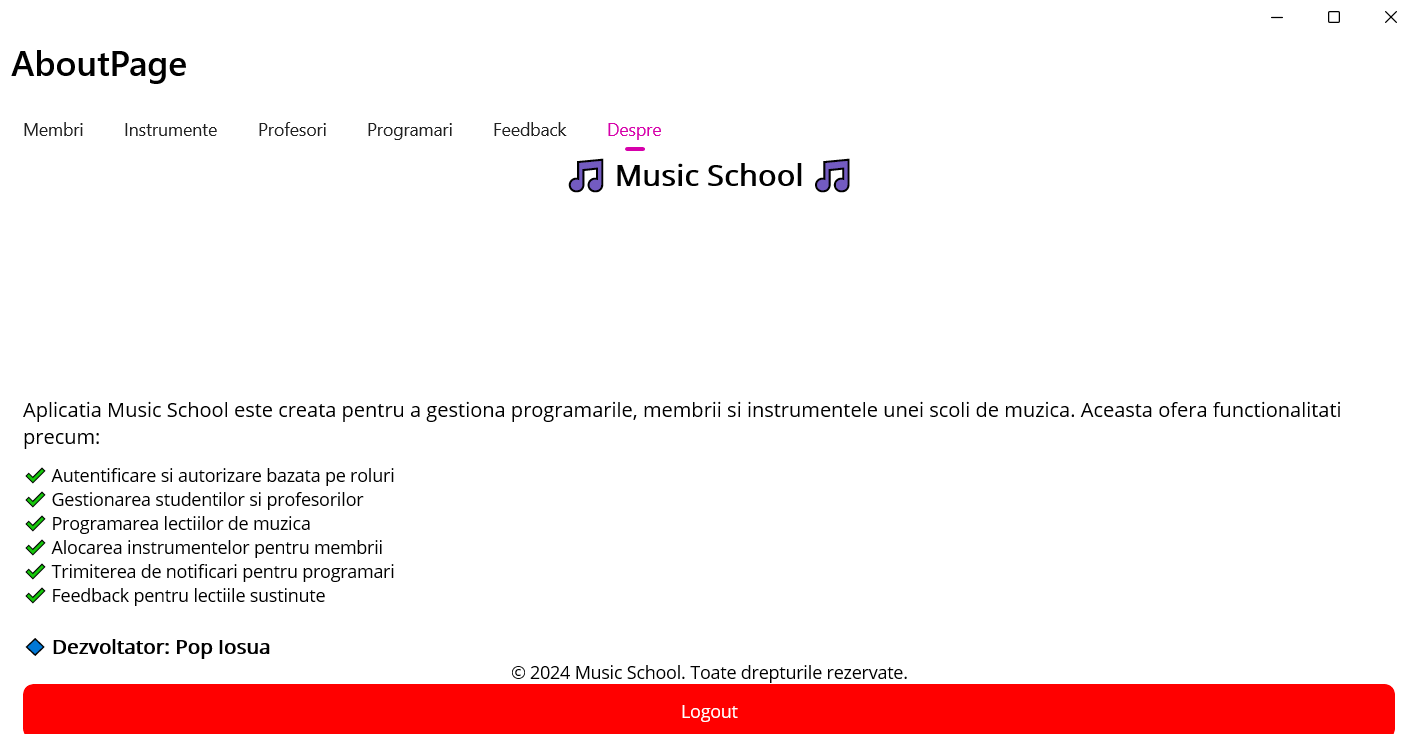 AboutPage
Membri Instrumente Profesori Programari Feedback Despre
Music School
Aplicatia Music School este creata pentru a gestiona programarile, membrii si instrumentele unei scoli de muzica. Aceasta ofera functionalitati
precum:
Autentificare si autorizare bazata pe roluri
Gestionarea studentilor si profesorilor
Programarea lectiilor de muzica
Alocarea instrumentelor pentru membrii
Trimiterea de notificari pentru programari
Feedback pentru lectiile sustinute
Dezvoltator: Pop Iosua
© 2024 Music School. Toate drepturile rezervate.
Logout